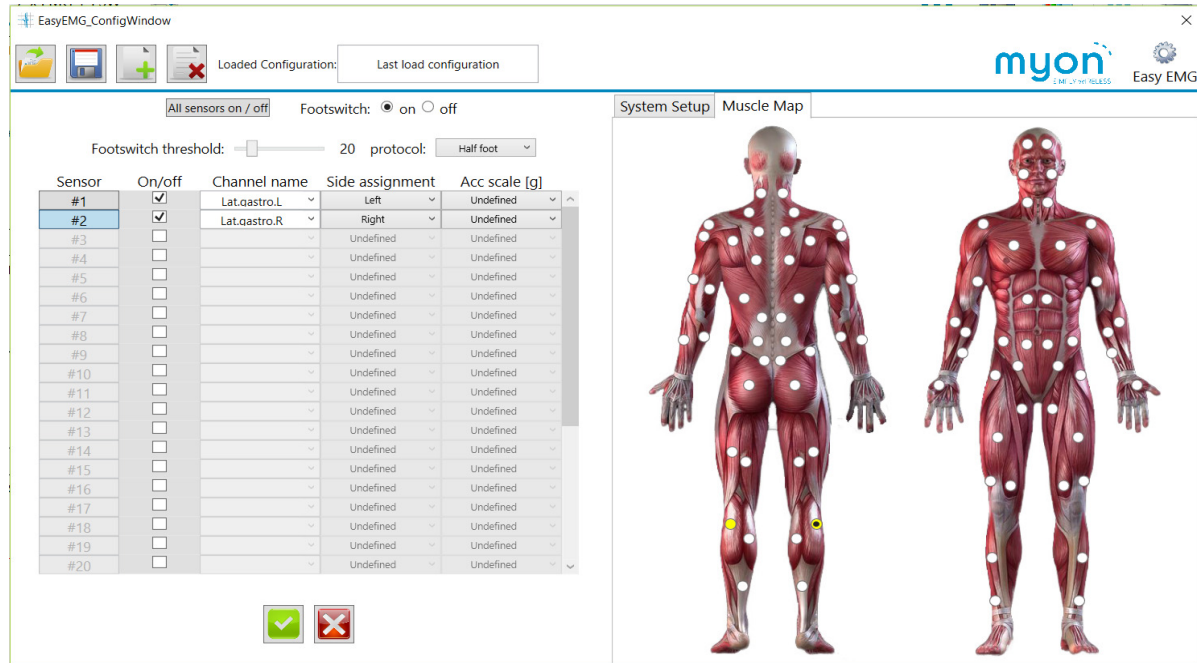 EasyEMG_ConfigWindow
Loaded Configuration: Last load configuration
myon
Easy EMG
All sensors on / off Footswitch: on off
System Setup Muscle Map
Footswitch threshold: 20 protocol: Half foot
Sensor On/off Channel name Side assignment Acc scale [g]
#1 Lat.gastro.L Left Undefined
#2 Lat.gastro.R Right Undefined
#3 Undefined Undefined
#4 Undefined Undefined
#5 Undefined Undefined
#6 Undefined Undefined
#7 Undefined Undefined
#8 Undefined Undefined
#9 Undefined Undefined
#10 Undefined Undefined
#11 Undefined Undefined
#12 Undefined Undefined
#13 Undefined Undefined
#14 Undefined Undefined
#15 Undefined Undefined
#16 Undefined Undefined
#17 Undefined Undefined
#18 Undefined Undefined
#19 Undefined Undefined
#20 Undefined Undefined